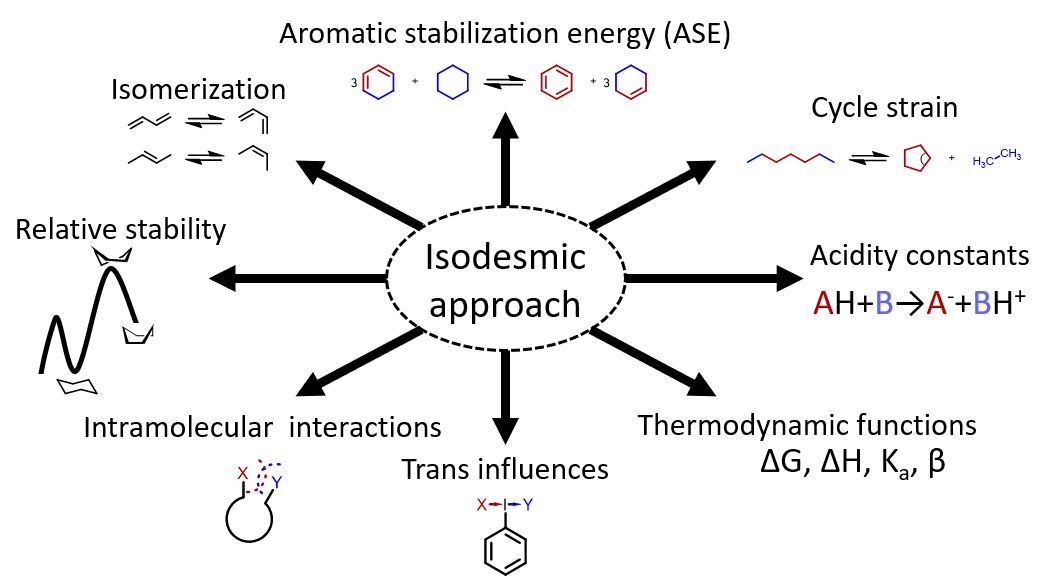 Aromatic stabilization energy (ASE)
3 + + 3
Isomerization
Cycle strain
+ H₃C CH₃
Relative stability
Isodesmic
approach
Acidity constants
AH+B→A⁻+BH⁺
Intramolecular interactions
X
Y
Trans influences
X I Y
Thermodynamic functions
ΔG, ΔH, Kₐ, β